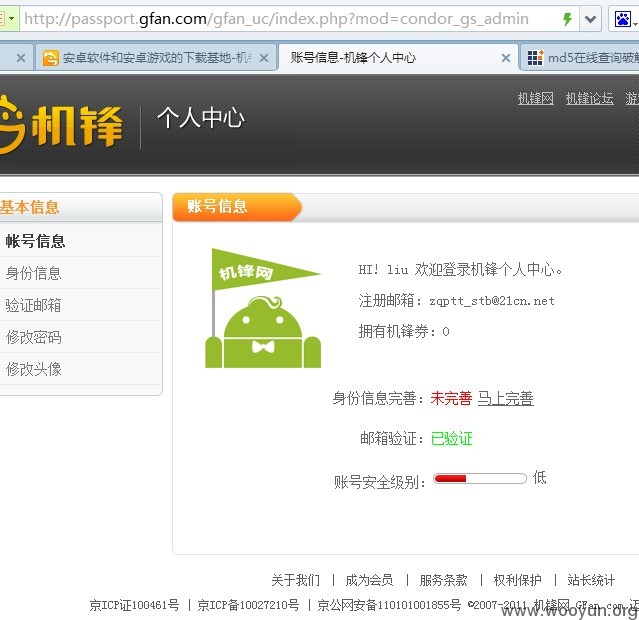 http://passport.gfan.com/gfan_uc/index.php?mod=condor_gs_admin
安卓软件和安卓游戏的下载基地-机
账号信息-机锋个人中心
md5在线查询破
机锋
个人中心
机锋网 机锋论坛 游
基本信息
帐号信息
身份信息
验证邮箱
修改密码
修改头像
账号信息
机锋网
HI! liu 欢迎登录机锋个人中心。
注册邮箱: zqptt_stb@21cn.net
拥有机锋券: 0
身份信息完善: 未完善 马上完善
邮箱验证: 已验证
账号安全级别: 低
关于我们 | 成为会员 | 服务条款 | 权利保护 | 站长统计
京ICP证100461号 | 京ICP备10027210号 | 京公网安备110101001855号 ©2007-2011 机锋网 GFan.com
www.wooyun.org